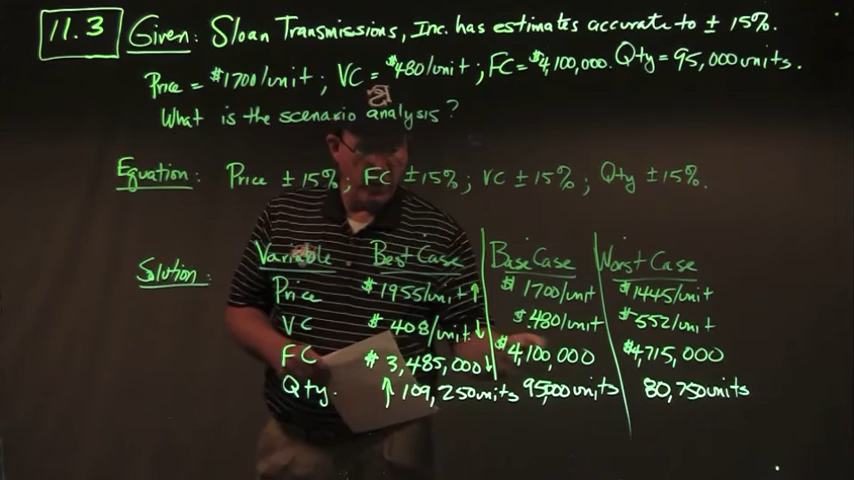 11.3 Given: Sloan Transmissions, Inc. has estimates accurate to ± 15%.
Price = $1700/unit ; VC = $480/unit ; FC = $4,100,000. Qty = 95,000 units.
What is the scenario analysis?
Equation: Price ± 15% ; FC ± 15% ; VC ± 15% ; Qty ± 15%.
Solution: Variable Best Case Base Case Worst Case
Price $1955/unit ↑ $1700/unit $1445/unit
VC $408/unit ↓ $480/unit $552/unit
FC $3,485,000 ↓ $4,100,000 $4,715,000
Qty. ↑ 109,250 units 95,000 units 80,750 units